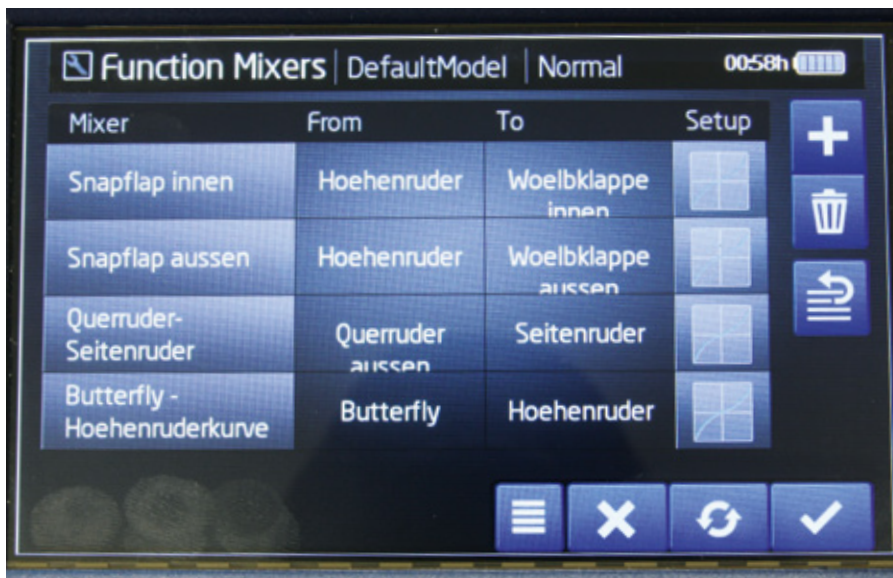 Function Mixers | DefaultModel | Normal 00:58h
Mixer From To Setup
Snapflap innen Hoehenruder Woelbklappe
innen
Snapflap aussen Hoehenruder Woelbklappe
aussen
Querruder-
Seitenruder Querruder
aussen Seitenruder
Butterfly -
Hoehenruderkurve Butterfly Hoehenruder